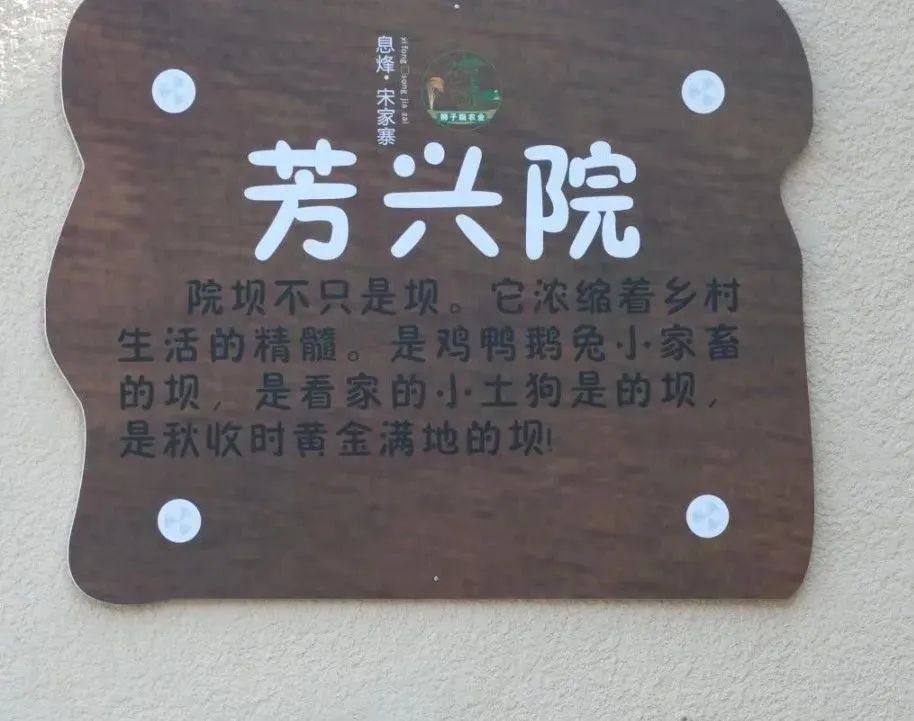 息烽·宋家寨
芳兴院
院坝不只是坝。它浓缩着乡村
生活的精髓。是鸡鸭鹅兔小家畜
的坝，是看家的小土狗是的坝，
是秋收时黄金满地的坝!